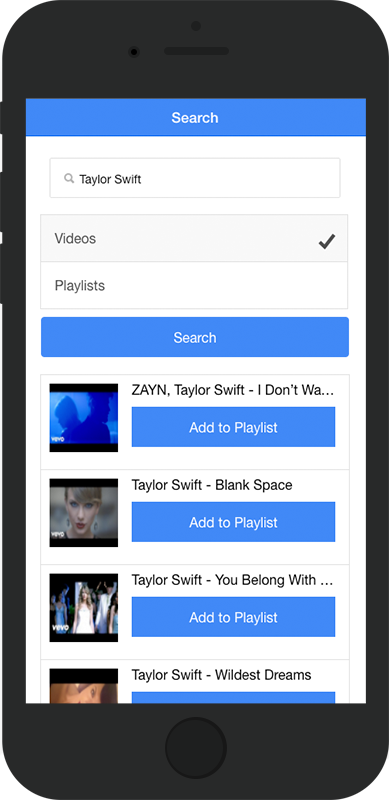 Search
Taylor Swift
Videos
Playlists
Search
ZAYN, Taylor Swift - I Don’t Wa…
vevo
Add to Playlist
Taylor Swift - Blank Space
vevo
Add to Playlist
Taylor Swift - You Belong With …
vevo
Add to Playlist
Taylor Swift - Wildest Dreams